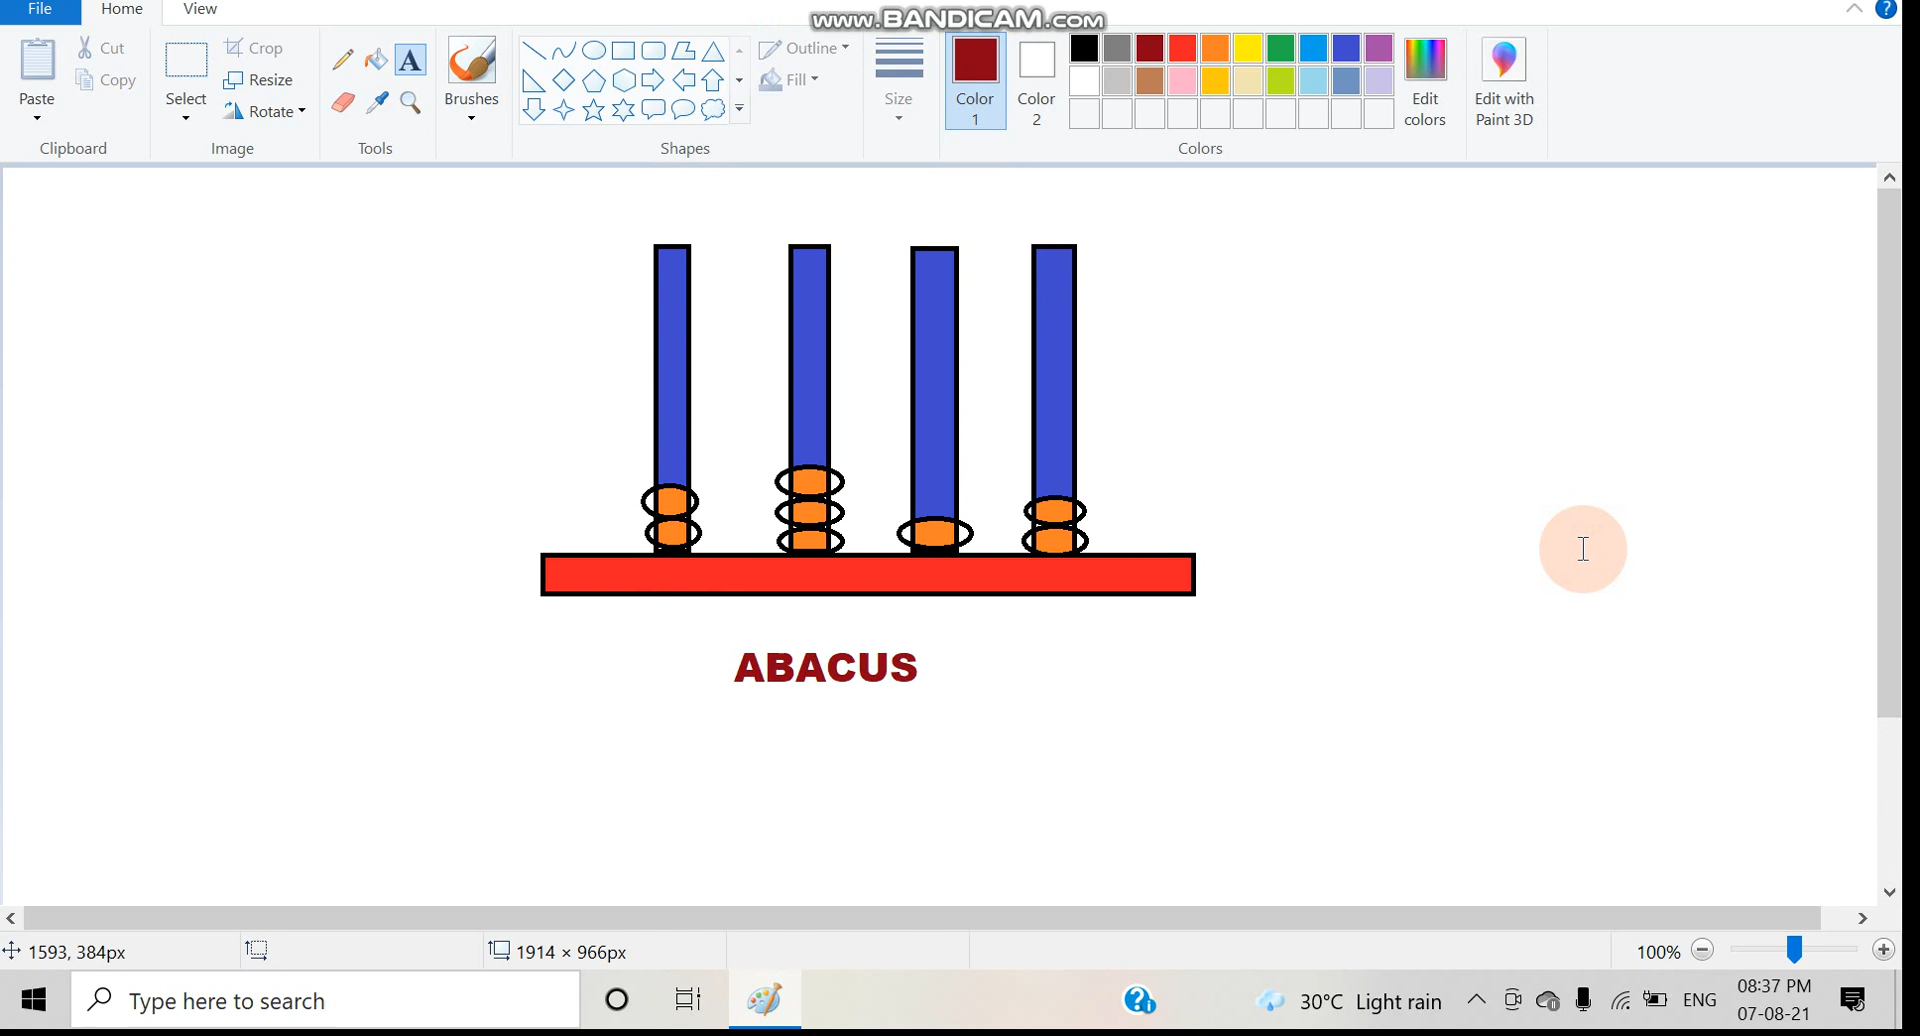 www.BANDICAM.com
File Home View
Paste
Cut
Copy
Clipboard
Select
Crop
Resize
Rotate
Image
A
Tools
Brushes
Shapes
Outline
Fill
Size
Color 1
Color 2
Colors
Edit colors
Edit with Paint 3D
ABACUS
1593, 384px
1914 × 966px
100%
Type here to search
30°C Light rain
ENG
08:37 PM
07-08-21